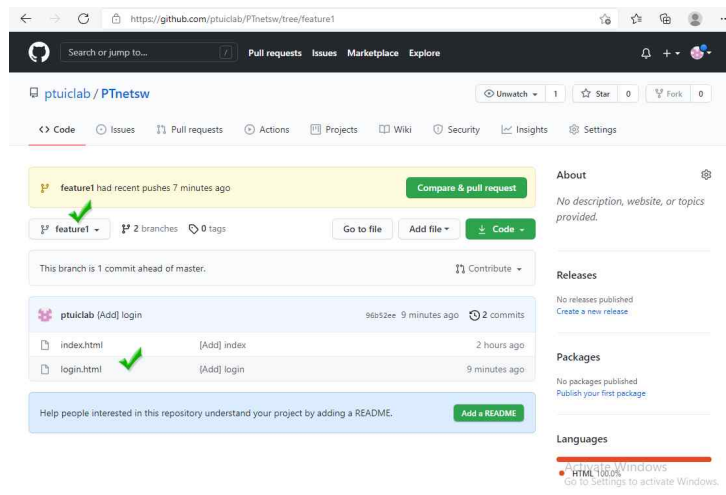 https://github.com/ptuiclab/PTnetsw/tree/feature1
Search or jump to... / Pull requests Issues Marketplace Explore
ptuiclab / PTnetsw Unwatch 1 Star 0 Fork 0
Code Issues Pull requests Actions Projects Wiki Security Insights Settings
feature1 had recent pushes 7 minutes ago Compare & pull request
feature1 2 branches 0 tags Go to file Add file Code
This branch is 1 commit ahead of master. Contribute
ptuiclab [Add] login 96b52ee 9 minutes ago 2 commits
index.html [Add] index 2 hours ago
login.html [Add] login 9 minutes ago
Help people interested in this repository understand your project by adding a README. Add a README
About
No description, website, or topics
provided.
Releases
No releases published
Create a new release
Packages
No packages published
Publish your first package
Languages
HTML 100.0%
Activate Windows
Go to Settings to activate Windows.